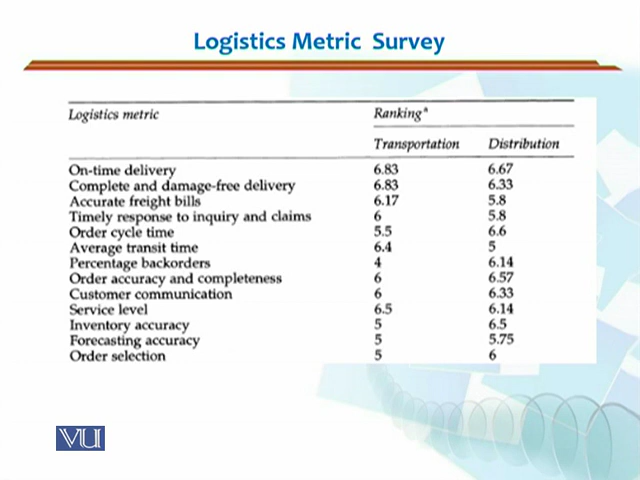 Logistics Metric  Survey
Logistics metric Ranking*
Transportation Distribution
On-time delivery 6.83 6.67
Complete and damage-free delivery 6.83 6.33
Accurate freight bills 6.17 5.8
Timely response to inquiry and claims 6 5.8
Order cycle time 5.5 6.6
Average transit time 6.4 5
Percentage backorders 4 6.14
Order accuracy and completeness 6 6.57
Customer communication 6 6.33
Service level 6.5 6.14
Inventory accuracy 5 6.5
Forecasting accuracy 5 5.75
Order selection 5 6
VU